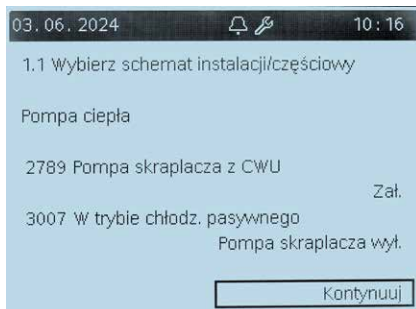 03.06.2024 10:16
1.1 Wybierz schemat instalacji/częściowy
Pompa ciepła
2789 Pompa skraplacza z CWU
Zał.
3007 W trybie chłodz. pasywnego
Pompa skraplacza wył.
Kontynuuj